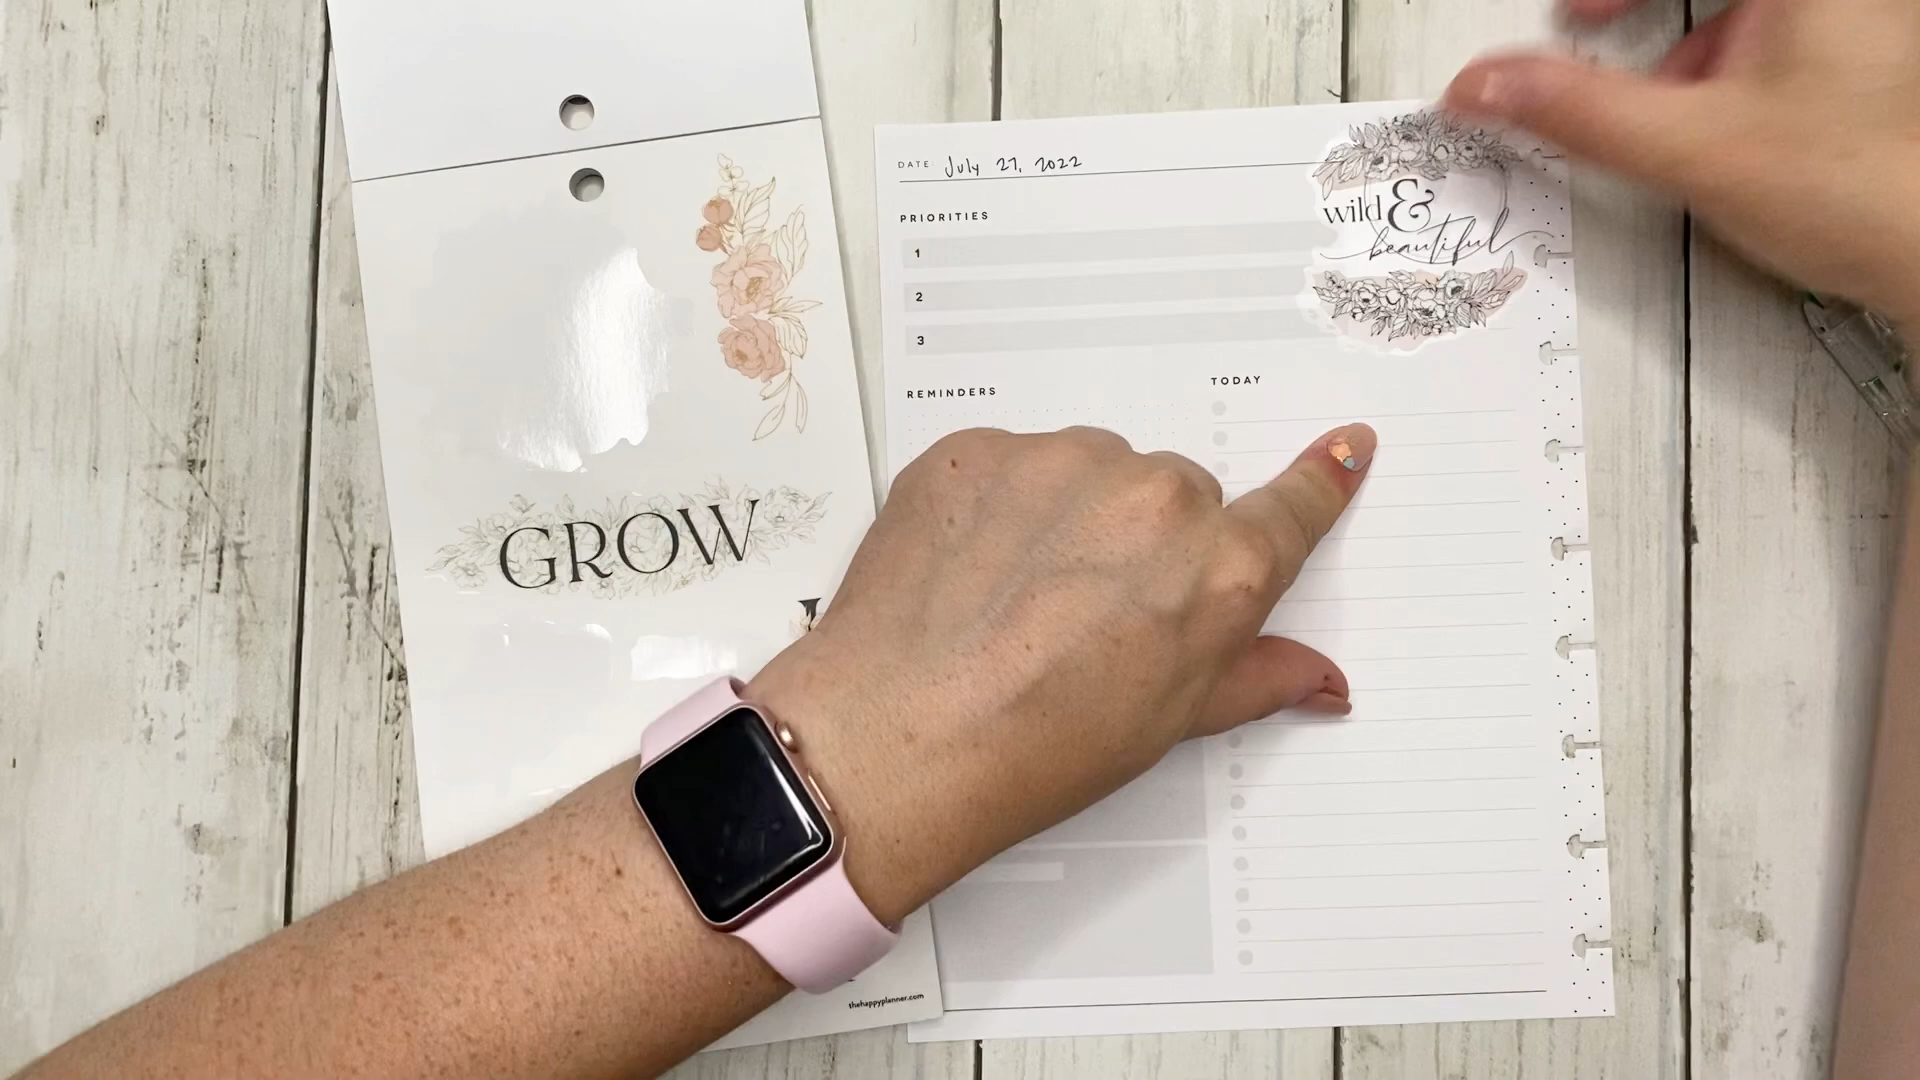 DATE: July 27, 2022
PRIORITIES
1
2
3
wild &
beautiful
REMINDERS
TODAY
GROW
thehappyplanner.com